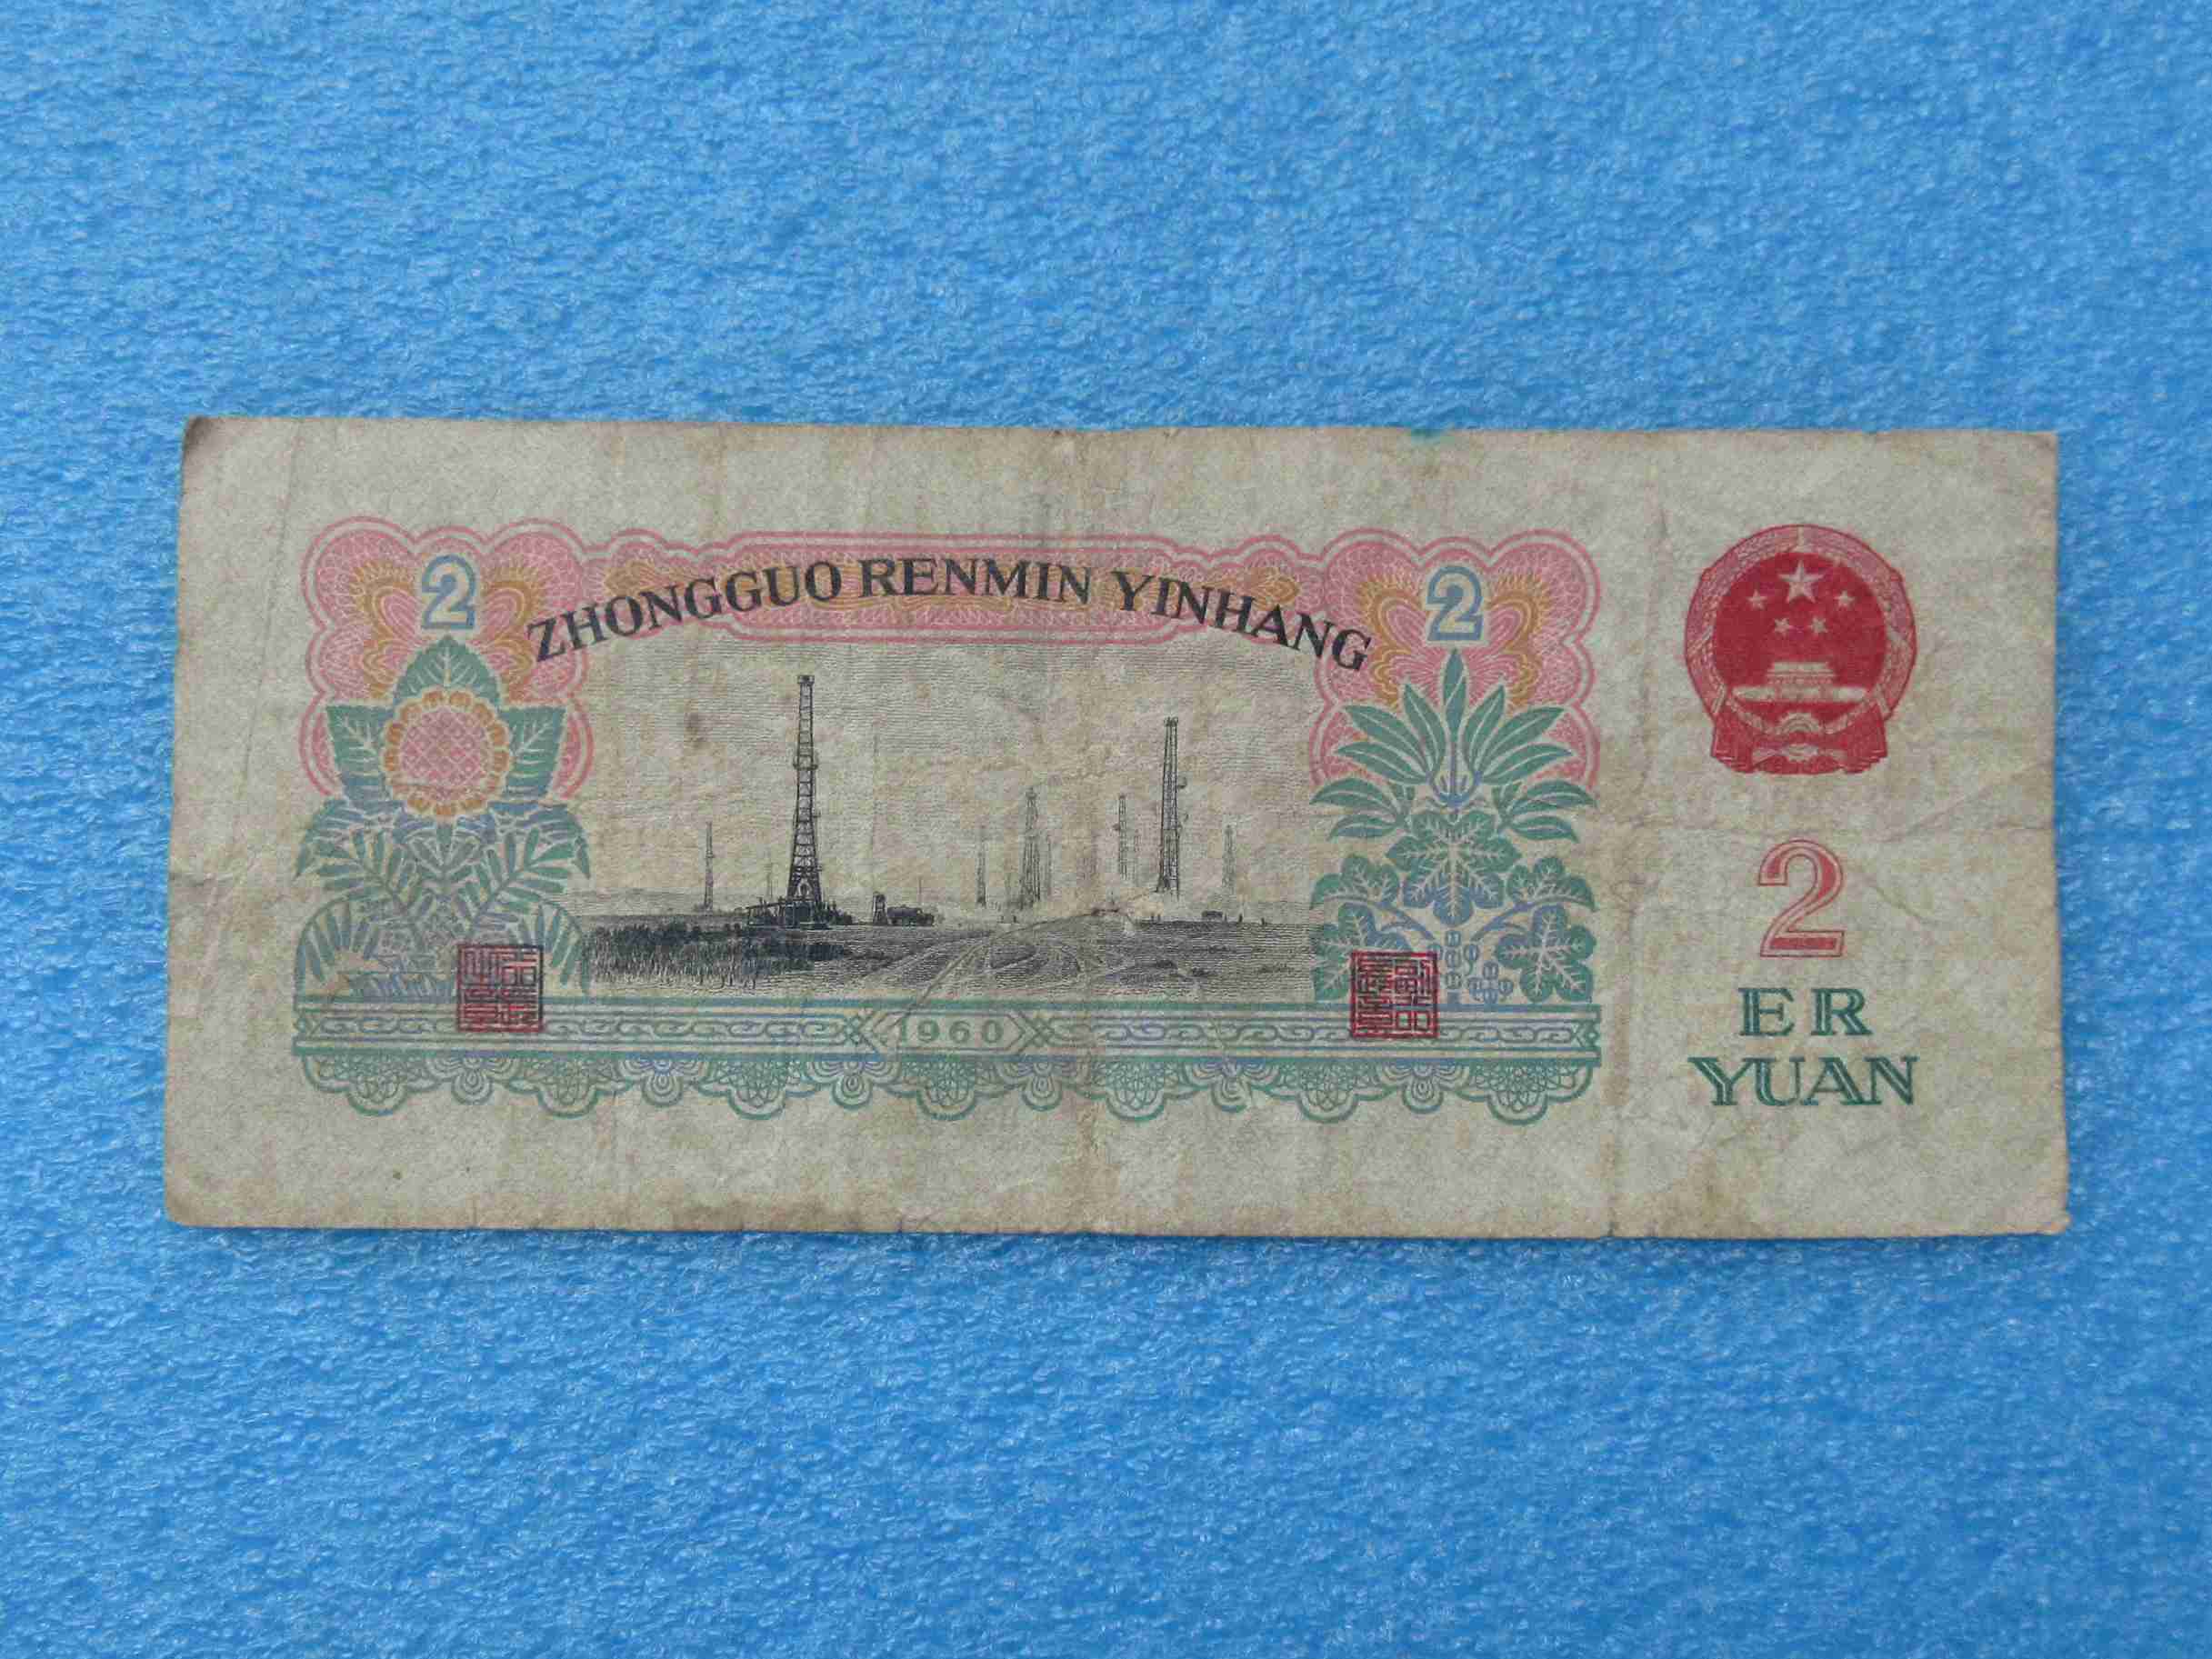 2
ZHONGGUO RENMIN YINHANG
2
1960
2
ER
YUAN